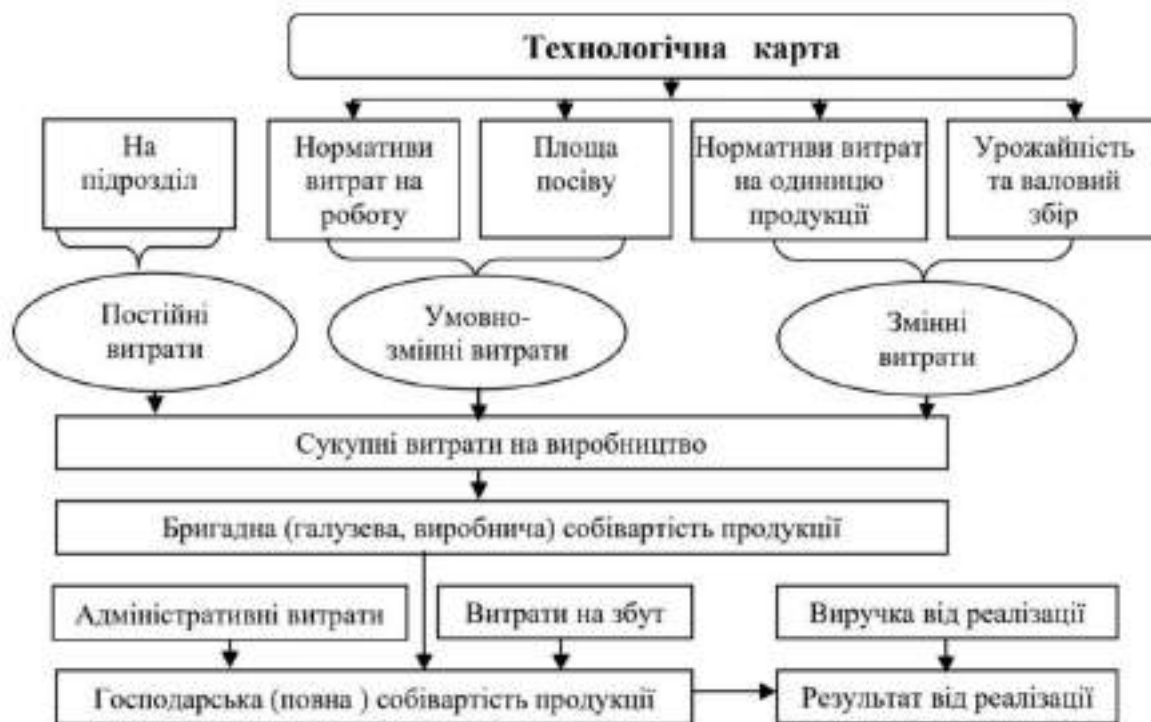 Технологічна карта
На
підрозділ
Нормативи
витрат на
роботу
Площа
посіву
Нормативи витрат
на одиницю
продукції
Урожайність
та валовий
збір
Постійні
витрати
Умовно-
змінні витрати
Змінні
витрати
Сукупні витрати на виробництво
Бригадна (галузева, виробнича) собівартість продукції
Адміністративні витрати
Витрати на збут
Виручка від реалізації
Господарська (повна ) собівартість продукції
Результат від реалізації